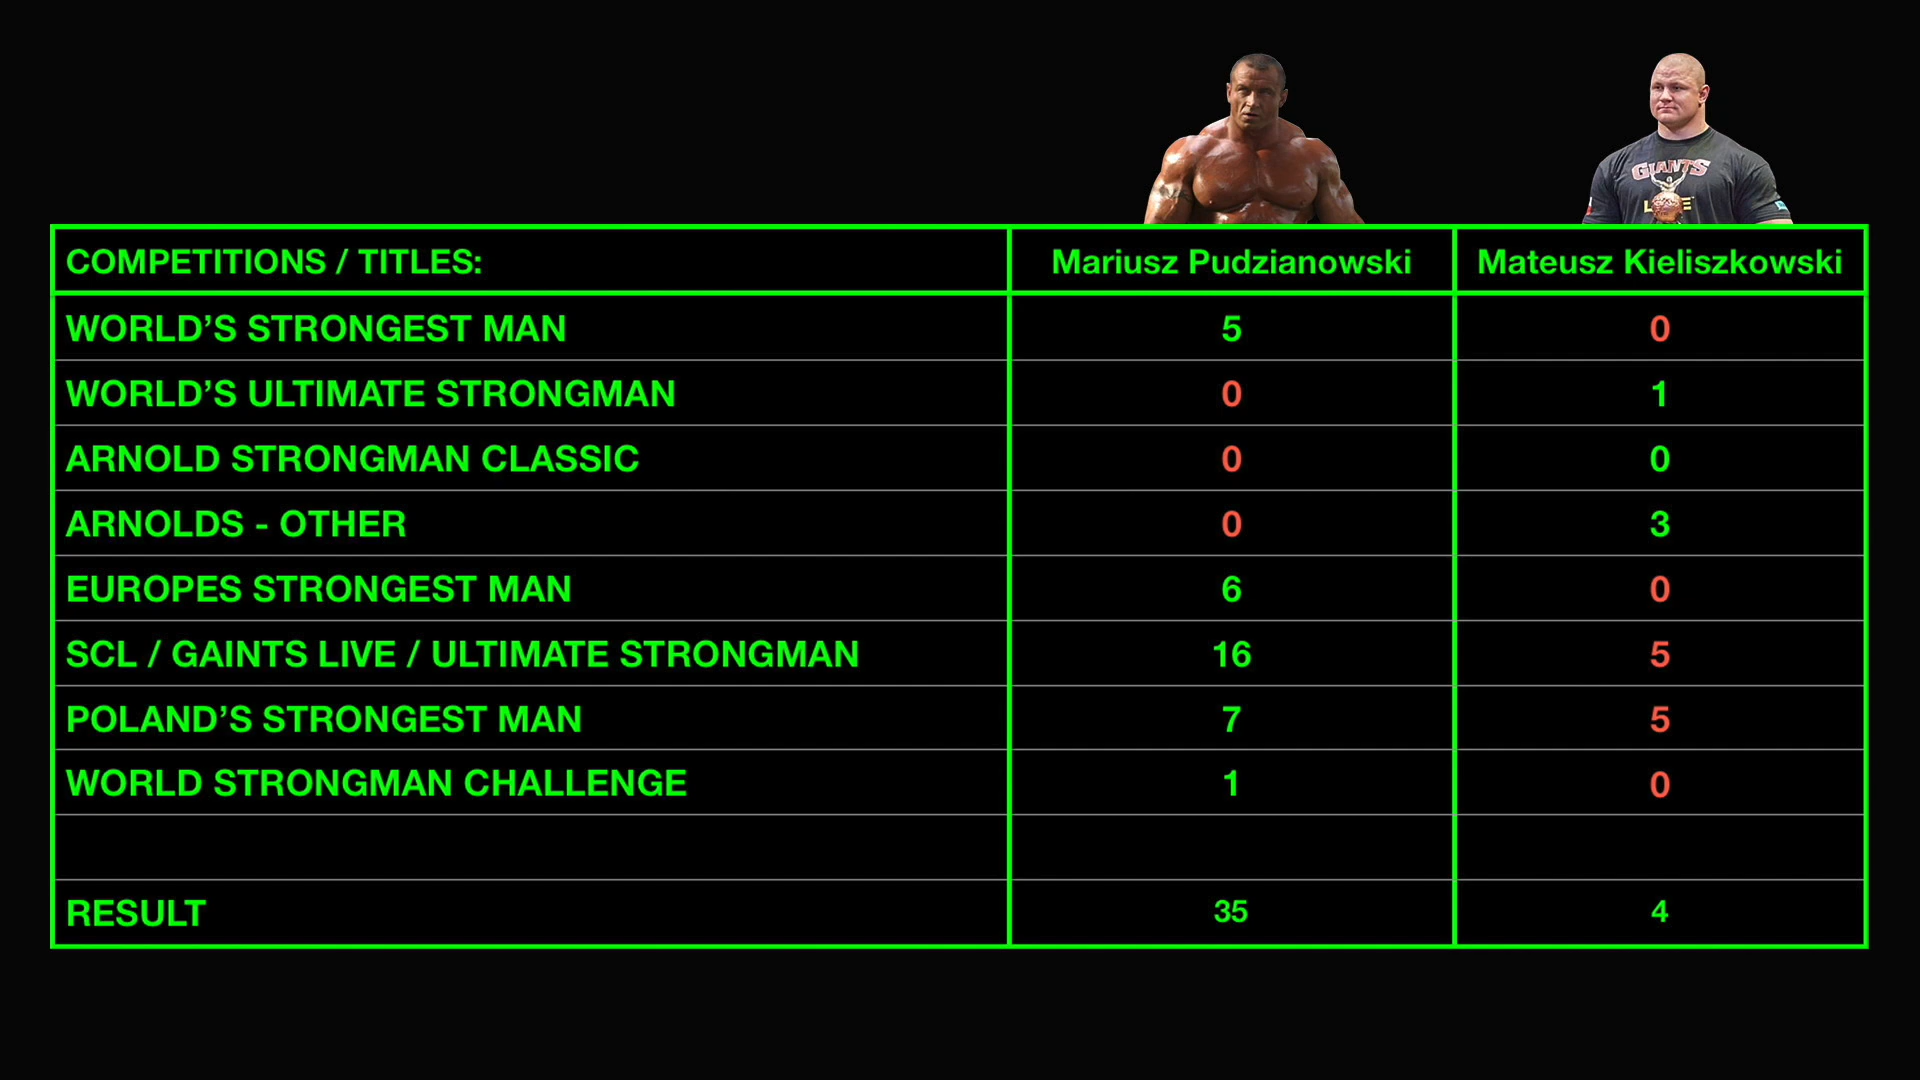 GIANTS
LIVE
COMPETITIONS / TITLES: Mariusz Pudzianowski Mateusz Kieliszkowski
WORLD’S STRONGEST MAN 5 0
WORLD’S ULTIMATE STRONGMAN 0 1
ARNOLD STRONGMAN CLASSIC 0 0
ARNOLDS - OTHER 0 3
EUROPES STRONGEST MAN 6 0
SCL / GAINTS LIVE / ULTIMATE STRONGMAN 16 5
POLAND’S STRONGEST MAN 7 5
WORLD STRONGMAN CHALLENGE 1 0
RESULT 35 4